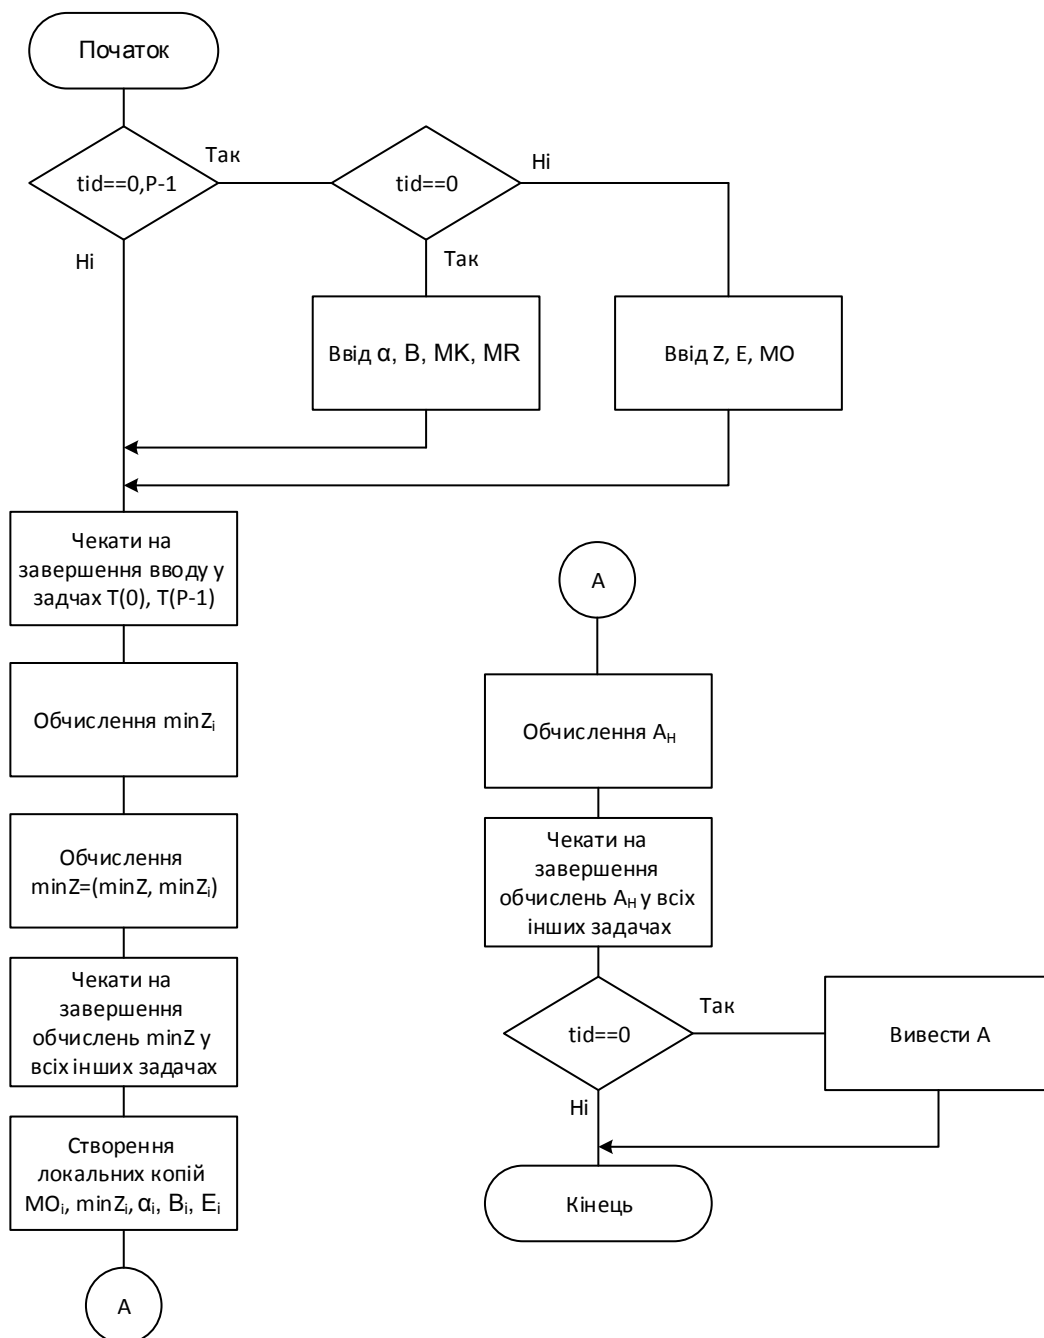 Початок
tid==0,P-1
Так
tid==0
Ні
Ні
Так
Ввід α, B, MK, MR
Ввід Z, E, MO
Чекати на
завершення вводу у
задчах T(0), T(P-1)
Обчислення minZi
Обчислення
minZ=(minZ, minZi)
Чекати на
завершення
обчислень minZ у
всіх інших задачах
Створення
локальних копій
MOi, minZi, αi, Bi, Ei
A
A
Обчислення AH
Чекати на
завершення
обчислень AH у всіх
інших задачах
tid==0
Так
Вивести A
Ні
Кінець